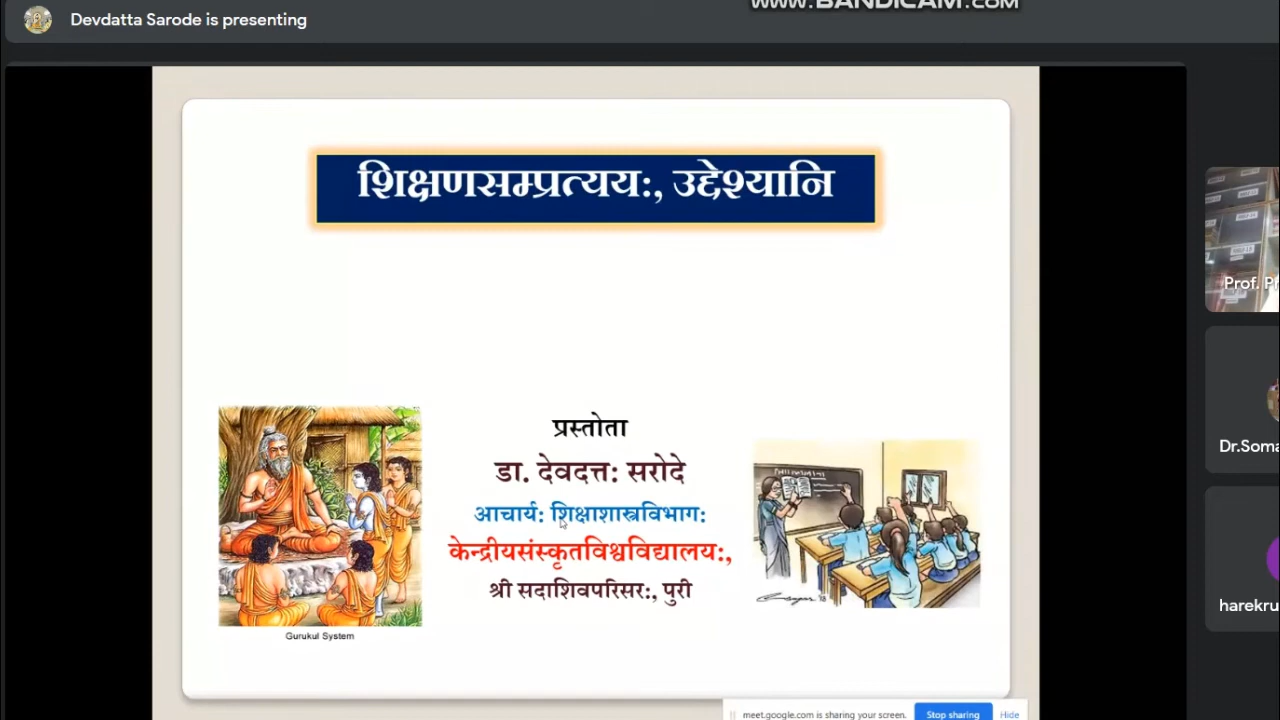 Devdatta Sarode is presenting
www.BANDICAM.com
शिक्षणसम्प्रत्ययः, उद्देश्यानि
प्रस्तोता
डा. देवदत्तः सरोदे
आचार्यः शिक्षाशास्त्रविभागः
केन्द्रीयसंस्कृतविश्वविद्यालयः,
श्री सदाशिवपरिसरः, पुरी
Gurukul System
Prof.
Dr.Soma
harekru
meet.google.com is sharing your screen.
Stop sharing
Hide